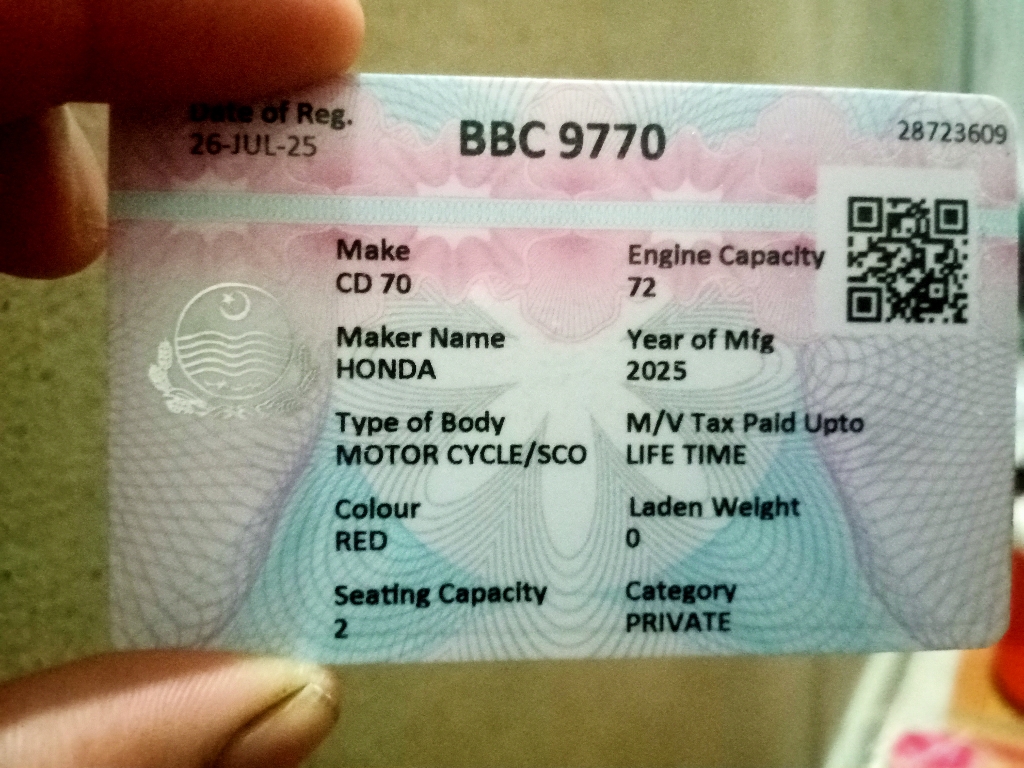 Date of Reg.
26-JUL-25
BBC 9770
28723609
Make
CD 70
Engine Capacity
72
Maker Name
HONDA
Year of Mfg
2025
Type of Body
MOTOR CYCLE/SCO
M/V Tax Paid Upto
LIFE TIME
Colour
RED
Laden Weight
0
Seating Capacity
2
Category
PRIVATE